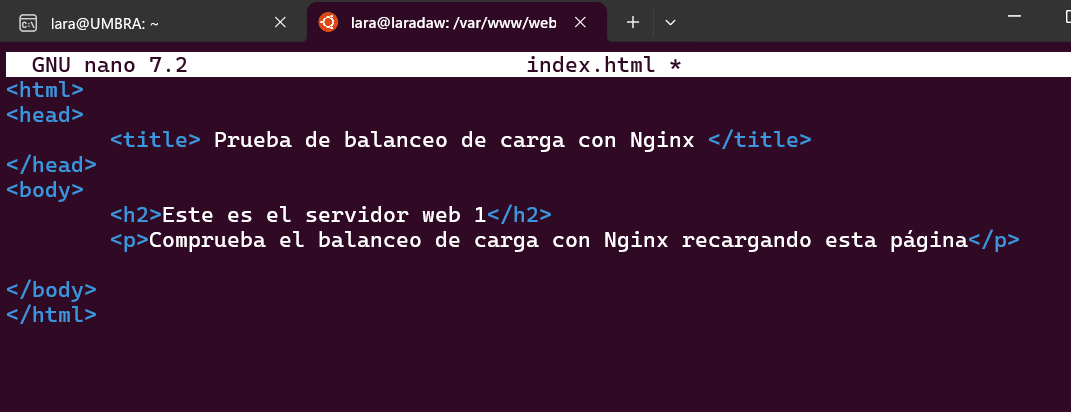 lara@UMBRA: ~
lara@laradaw: /var/www/web
GNU nano 7.2 index.html *
<html>
<head>
<title> Prueba de balanceo de carga con Nginx </title>
</head>
<body>
<h2>Este es el servidor web 1</h2>
<p>Comprueba el balanceo de carga con Nginx recargando esta página</p>
</body>
</html>